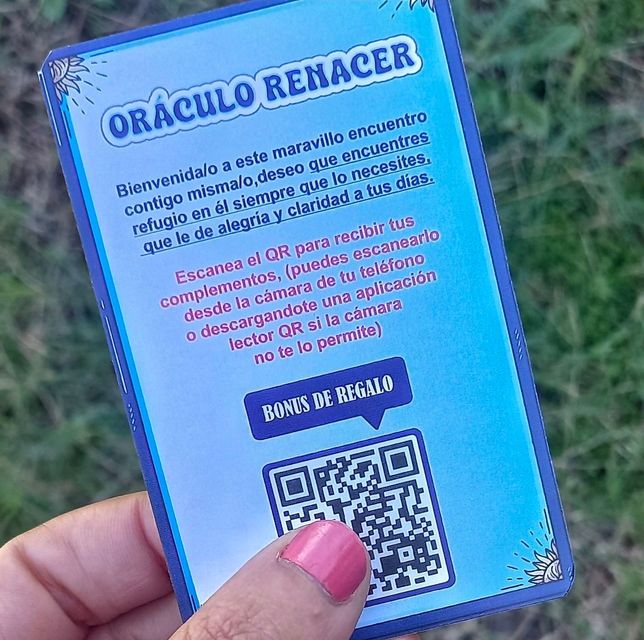 ORÁCULO RENACER
Bienvenida/o a este maravillo encuentro
contigo misma/o,deseo que encuentres
refugio en él siempre que lo necesites,
que le de alegría y claridad a tus días.
Escanea el QR para recibir tus
complementos, (puedes escanearlo
desde la cámara de tu teléfono
o descargandote una aplicación
lector QR si la cámara
no te lo permite)
BONUS DE REGALO